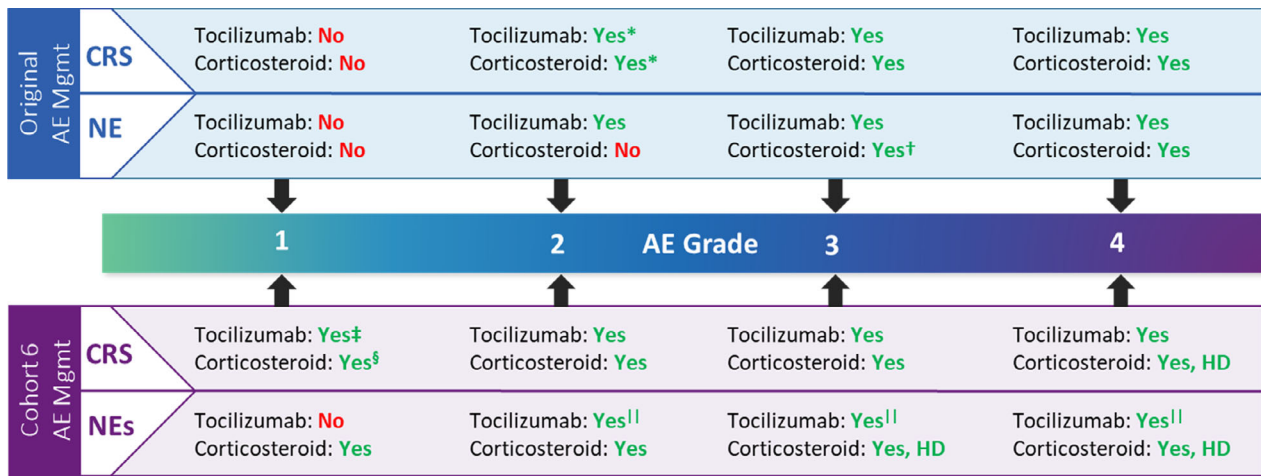 Original
AE Mgmt
CRS
Tocilizumab: No
Corticosteroid: No
Tocilizumab: Yes*
Corticosteroid: Yes*
Tocilizumab: Yes
Corticosteroid: Yes
Tocilizumab: Yes
Corticosteroid: Yes
NE
Tocilizumab: No
Corticosteroid: No
Tocilizumab: Yes
Corticosteroid: No
Tocilizumab: Yes
Corticosteroid: Yes†
Tocilizumab: Yes
Corticosteroid: Yes
1 2 AE Grade 3 4
Cohort 6
AE Mgmt
CRS
Tocilizumab: Yes‡
Corticosteroid: Yes§
Tocilizumab: Yes
Corticosteroid: Yes
Tocilizumab: Yes
Corticosteroid: Yes
Tocilizumab: Yes
Corticosteroid: Yes, HD
NEs
Tocilizumab: No
Corticosteroid: Yes
Tocilizumab: Yes||
Corticosteroid: Yes
Tocilizumab: Yes||
Corticosteroid: Yes, HD
Tocilizumab: Yes||
Corticosteroid: Yes, HD